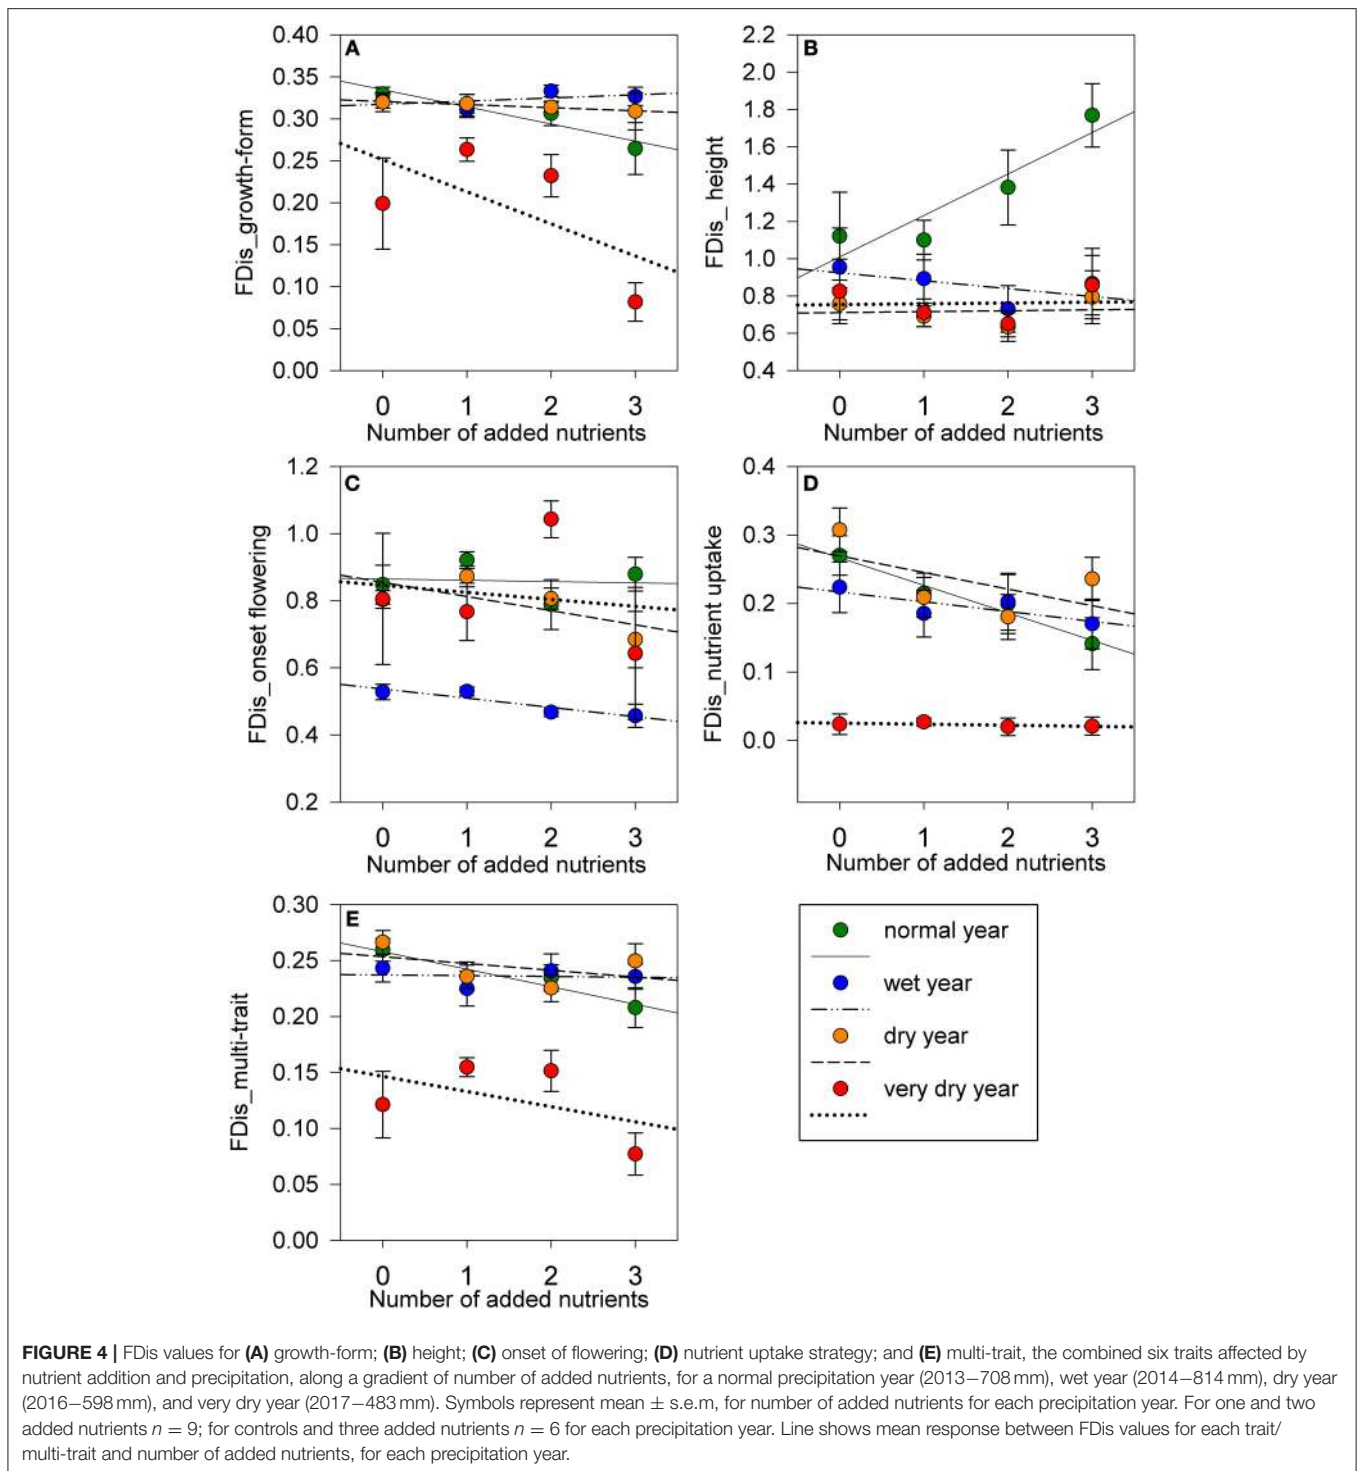 A
FDis_growth-form
0.40
0.35
0.30
0.25
0.20
0.15
0.10
0.05
0.00
0 1 2 3
Number of added nutrients
B
FDis_ height
2.2
2.0
1.8
1.6
1.4
1.2
1.0
0.8
0.6
0.4
0 1 2 3
Number of added nutrients
C
FDis_onset flowering
1.2
1.0
0.8
0.6
0.4
0.2
0 1 2 3
Number of added nutrients
D
FDis_nutrient uptake
0.4
0.3
0.2
0.1
0.0
0 1 2 3
Number of added nutrients
E
FDis_multi-trait
0.30
0.25
0.20
0.15
0.10
0.05
0.00
0 1 2 3
Number of added nutrients
normal year
wet year
dry year
very dry year
FIGURE 4 | FDis values for (A) growth-form; (B) height; (C) onset of flowering; (D) nutrient uptake strategy; and (E) multi-trait, the combined six traits affected by
nutrient addition and precipitation, along a gradient of number of added nutrients, for a normal precipitation year (2013–708 mm), wet year (2014–814 mm), dry year
(2016–598 mm), and very dry year (2017–483 mm). Symbols represent mean ± s.e.m, for number of added nutrients for each precipitation year. For one and two
added nutrients n = 9; for controls and three added nutrients n = 6 for each precipitation year. Line shows mean response between FDis values for each trait/
multi-trait and number of added nutrients, for each precipitation year.